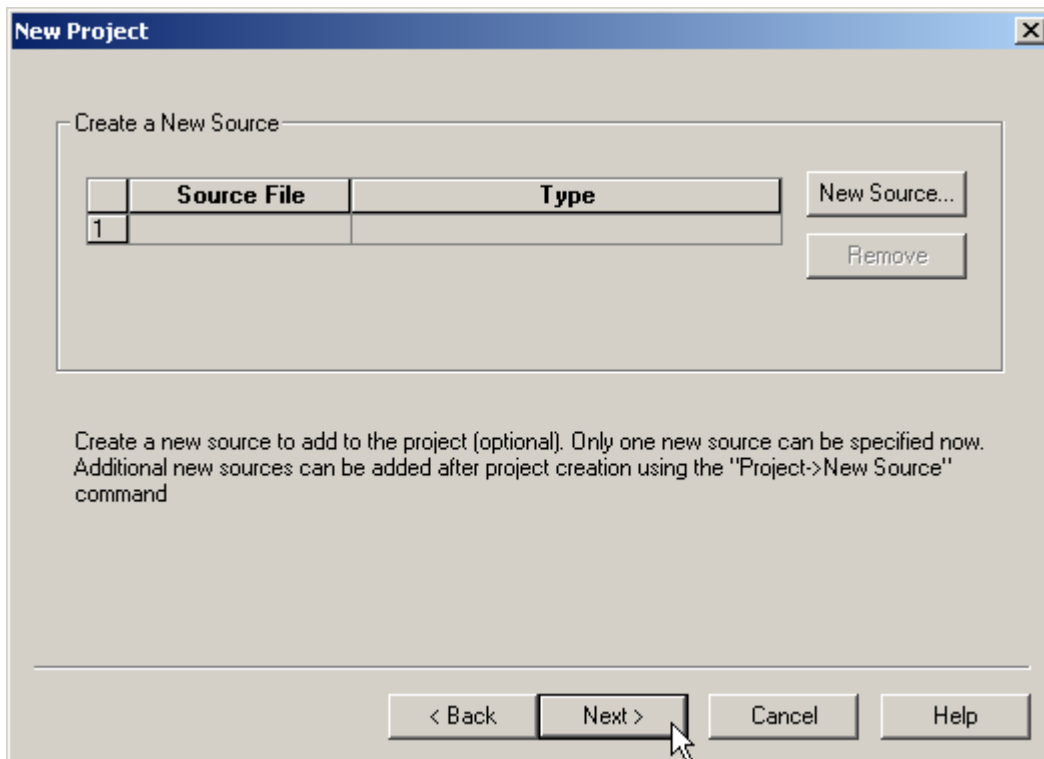 New Project
Create a New Source
Source File Type
New Source...
1
Remove
Create a new source to add to the project (optional). Only one new source can be specified now.
Additional new sources can be added after project creation using the "Project->New Source"
command
< Back Next > Cancel Help